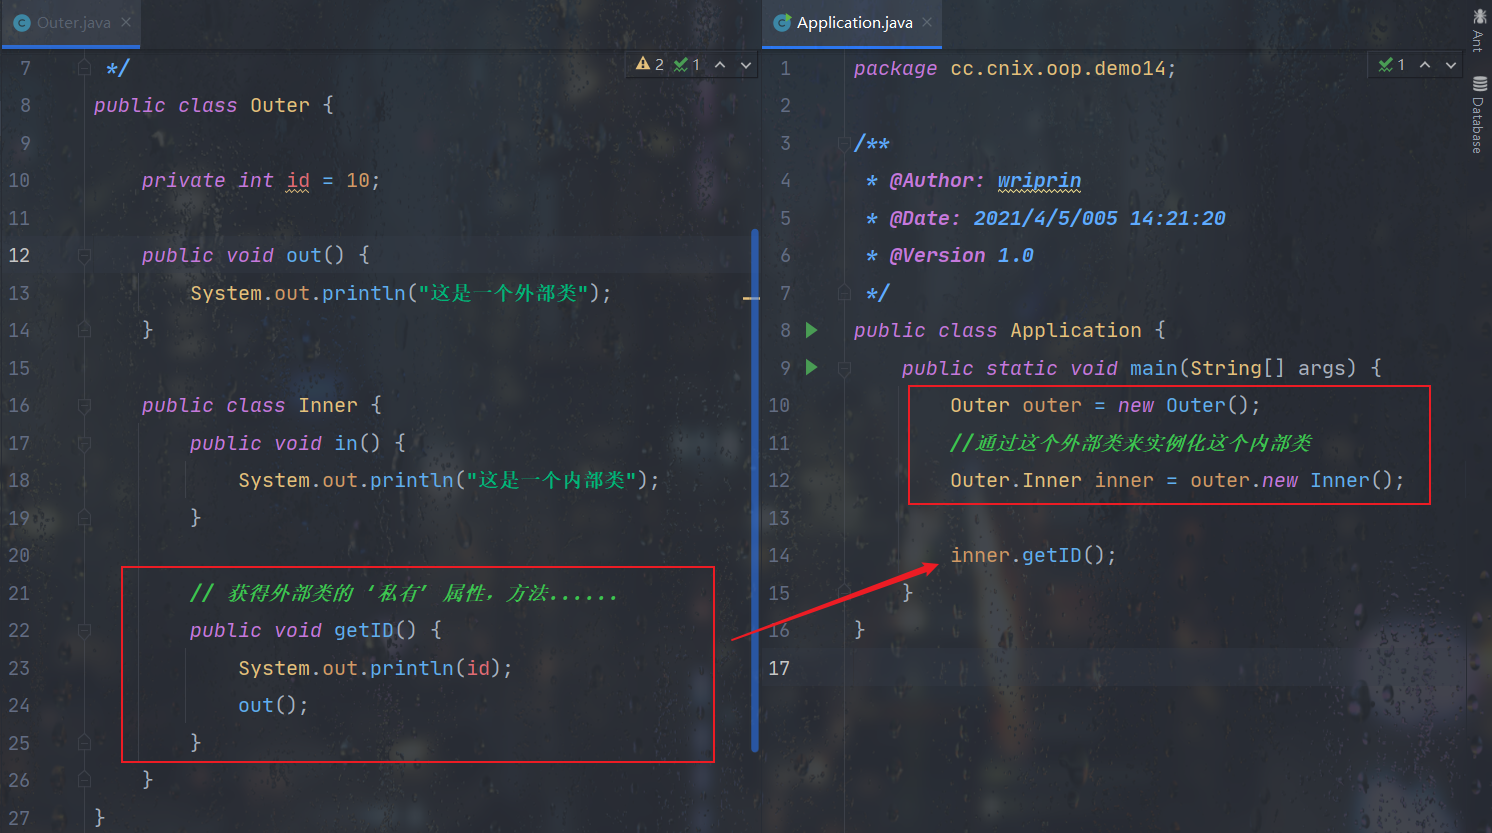 Outer.java
2 1
7 */
8 public class Outer {
9
10 private int id = 10;
11
12 public void out() {
13 System.out.println("这是一个外部类");
14 }
15
16 public class Inner {
17 public void in() {
18 System.out.println("这是一个内部类");
19 }
20
21 // 获得外部类的‘私有’属性，方法......
22 public void getID() {
23 System.out.println(id);
24 out();
25 }
26 }
27 }
Application.java
1
1 package cc.cnix.oop.demo14;
2
3 /**
4 * @Author: wriprin
5 * @Date: 2021/4/5/005 14:21:20
6 * @Version 1.0
7 */
8 public class Application {
9 public static void main(String[] args) {
10 Outer outer = new Outer();
11 //通过这个外部类来实例化这个内部类
12 Outer.Inner inner = outer.new Inner();
13
14 inner.getID();
15 }
16 }
17
Ant
Database